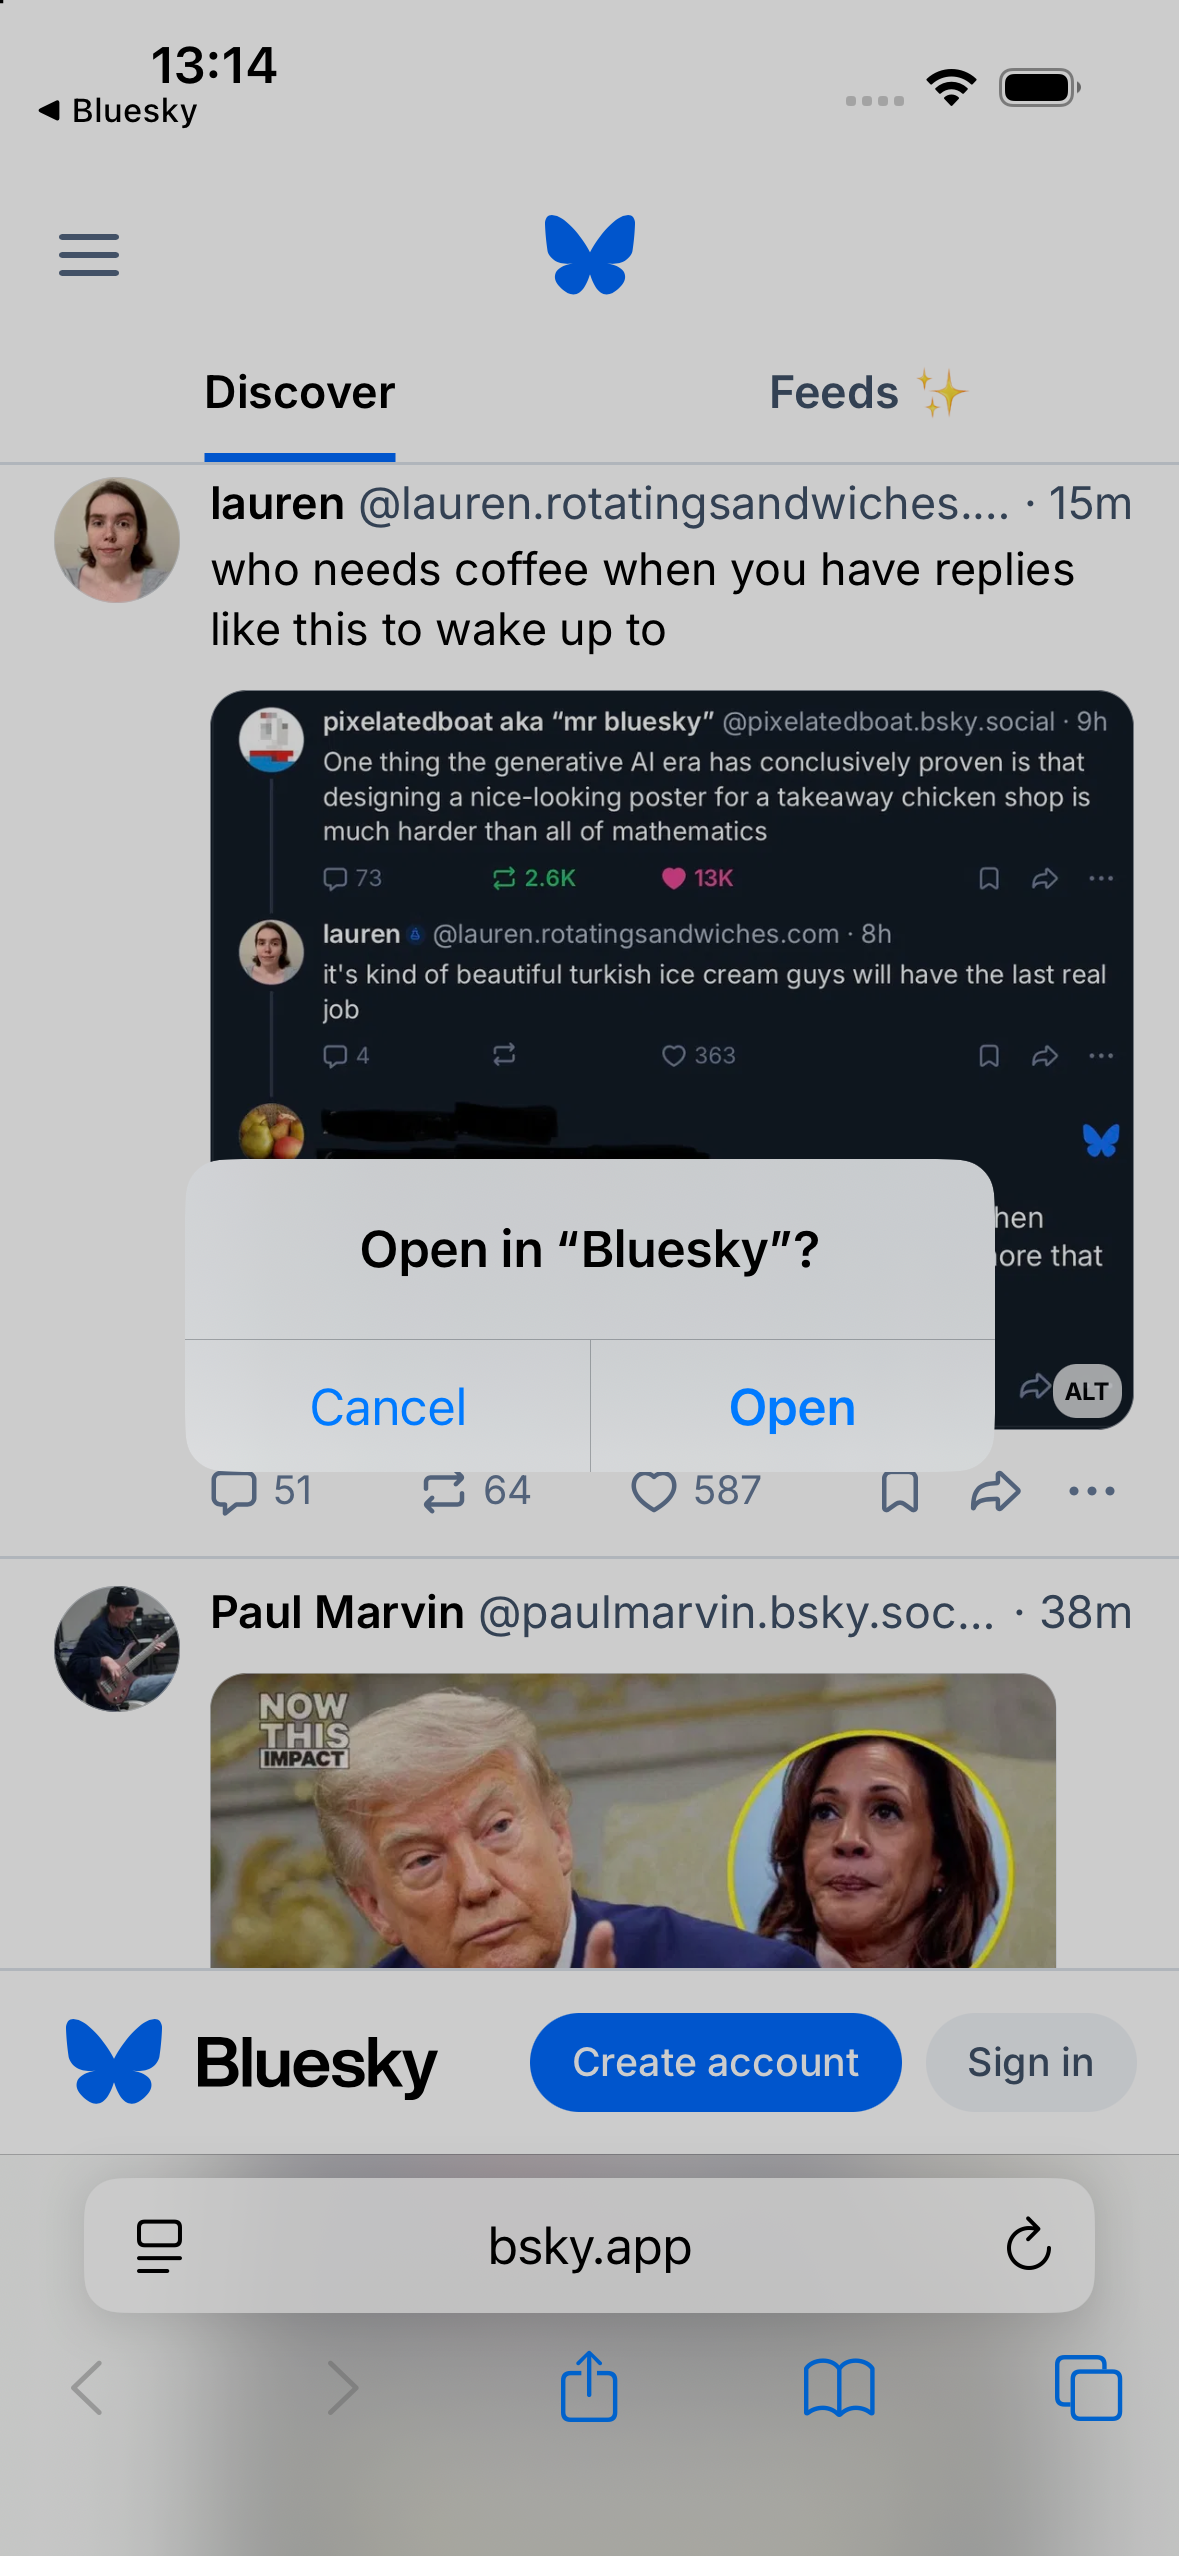 13:14
Bluesky
Discover
Feeds ✨
lauren @lauren.rotatingsandwiches.... · 15m
who needs coffee when you have replies
like this to wake up to
pixelatedboat aka “mr bluesky” @pixelatedboat.bsky.social · 9h
One thing the generative AI era has conclusively proven is that
designing a nice-looking poster for a takeaway chicken shop is
much harder than all of mathematics
73 2.6K 13K
lauren @lauren.rotatingsandwiches.com · 8h
it's kind of beautiful turkish ice cream guys will have the last real
job
4 363
that
Open in “Bluesky”?
Cancel
Open
ALT
51 64 587
Paul Marvin @paulmarvin.bsky.soc... · 38m
NOW
THIS
IMPACT
Bluesky
Create account
Sign in
bsky.app